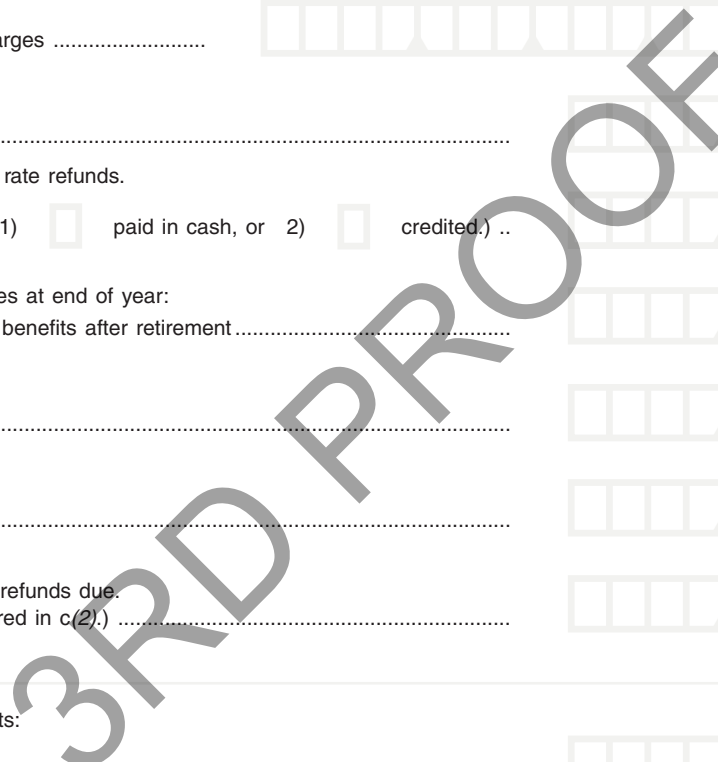 arges ..........................
..........................................................................................
rate refunds.
1) paid in cash, or 2) credited.) ..
es at end of year:
benefits after retirement...............................................
..........................................................................................
..........................................................................................
refunds due.
red in c(2).) ...................................................................
ts:
3RD PROOF